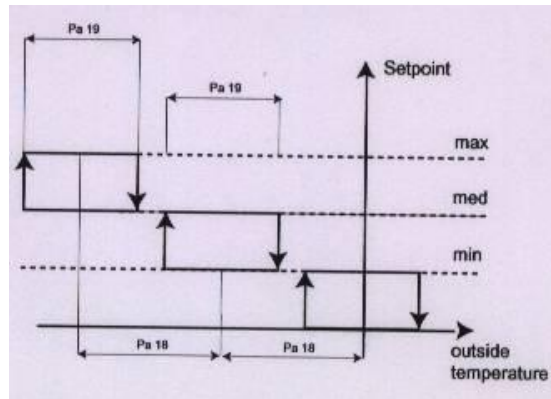 Pa 19
Pa 19
Setpoint
max
med
min
Pa 18
Pa 18
outside
temperature